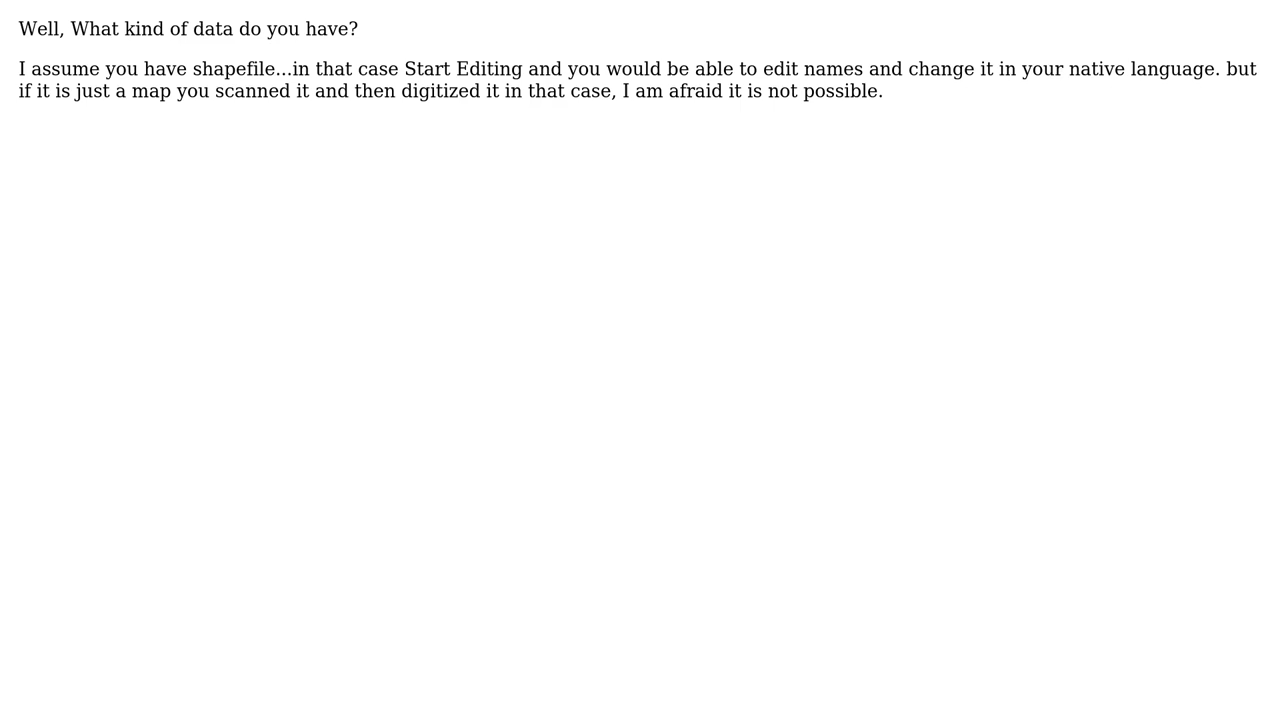 Well, What kind of data do you have?
I assume you have shapefile...in that case Start Editing and you would be able to edit names and change it in your native language. but
if it is just a map you scanned it and then digitized it in that case, I am afraid it is not possible.